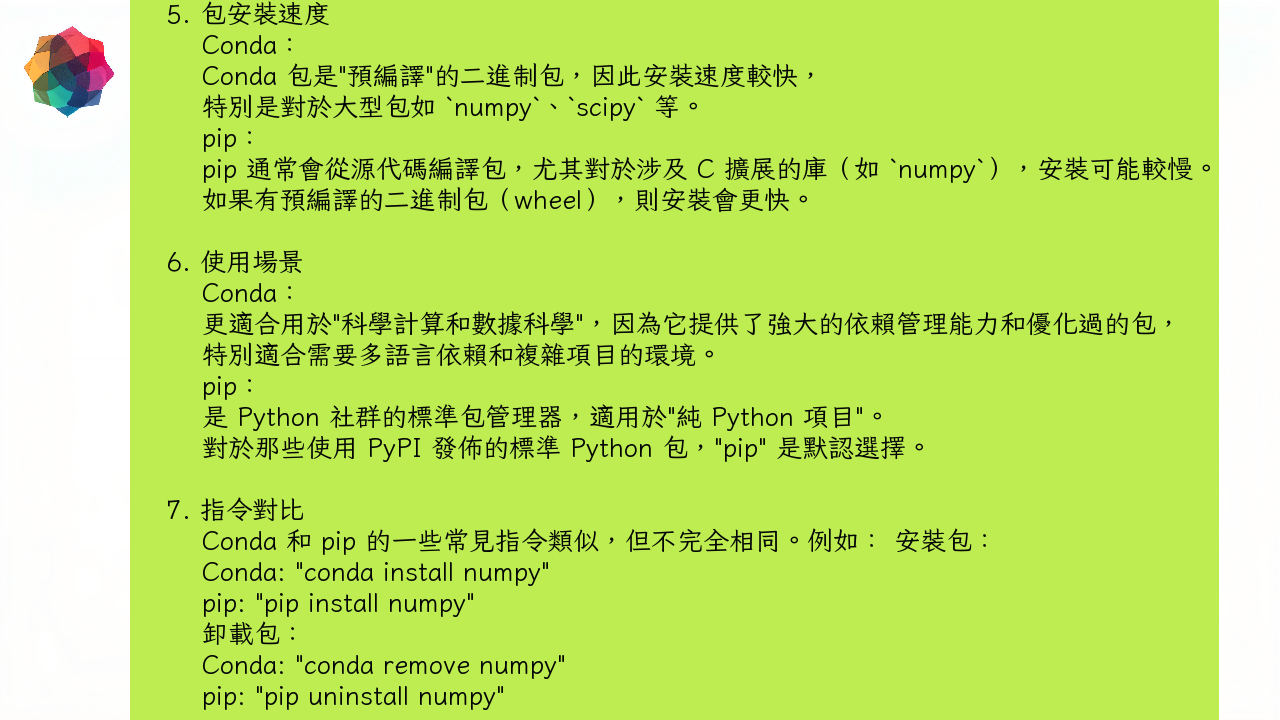 5. 包安裝速度
Conda：
Conda 包是"預編譯"的二進制包，因此安裝速度較快，
特別是對於大型包如 `numpy`、`scipy` 等。
pip：
pip 通常會從源代碼編譯包，尤其對於涉及 C 擴展的庫（如 `numpy`），安裝可能較慢。
如果有預編譯的二進制包（wheel），則安裝會更快。
6. 使用場景
Conda：
更適合用於"科學計算和數據科學"，因為它提供了強大的依賴管理能力和優化過的包，
特別適合需要多語言依賴和複雜項目的環境。
pip：
是 Python 社群的標準包管理器，適用於"純 Python 項目"。
對於那些使用 PyPI 發佈的標準 Python 包，"pip" 是默認選擇。
7. 指令對比
Conda 和 pip 的一些常見指令類似，但不完全相同。例如： 安裝包：
Conda: "conda install numpy"
pip: "pip install numpy"
卸載包：
Conda: "conda remove numpy"
pip: "pip uninstall numpy"